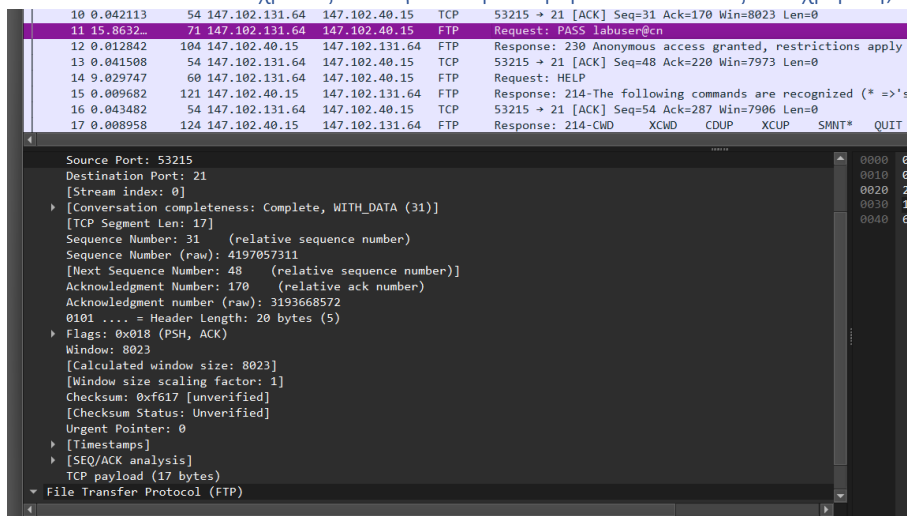 10 0.042113 54 147.102.131.64 147.102.40.15 TCP 53215 → 21 [ACK] Seq=31 Ack=170 Win=8023 Len=0
11 15.8632… 71 147.102.131.64 147.102.40.15 FTP Request: PASS labuser@cn
12 0.012842 104 147.102.40.15 147.102.131.64 FTP Response: 230 Anonymous access granted, restrictions apply
13 0.041508 54 147.102.131.64 147.102.40.15 TCP 53215 → 21 [ACK] Seq=48 Ack=220 Win=7973 Len=0
14 9.029747 60 147.102.131.64 147.102.40.15 FTP Request: HELP
15 0.009682 121 147.102.40.15 147.102.131.64 FTP Response: 214-The following commands are recognized (* =>'s
16 0.043482 54 147.102.131.64 147.102.40.15 TCP 53215 → 21 [ACK] Seq=54 Ack=287 Win=7906 Len=0
17 0.008958 124 147.102.40.15 147.102.131.64 FTP Response: 214-CWD XCWD CDUP XCUP SMNT* QUIT
Source Port: 53215
Destination Port: 21
[Stream index: 0]
[Conversation completeness: Complete, WITH_DATA (31)]
[TCP Segment Len: 17]
Sequence Number: 31 (relative sequence number)
Sequence Number (raw): 4197057311
[Next Sequence Number: 48 (relative sequence number)]
Acknowledgment Number: 170 (relative ack number)
Acknowledgment number (raw): 3193668572
0101 .... = Header Length: 20 bytes (5)
Flags: 0x018 (PSH, ACK)
Window: 8023
[Calculated window size: 8023]
[Window size scaling factor: 1]
Checksum: 0xf617 [unverified]
[Checksum Status: Unverified]
Urgent Pointer: 0
[Timestamps]
[SEQ/ACK analysis]
TCP payload (17 bytes)
File Transfer Protocol (FTP)
0000
0010
0020 2
0030 1
0040 6